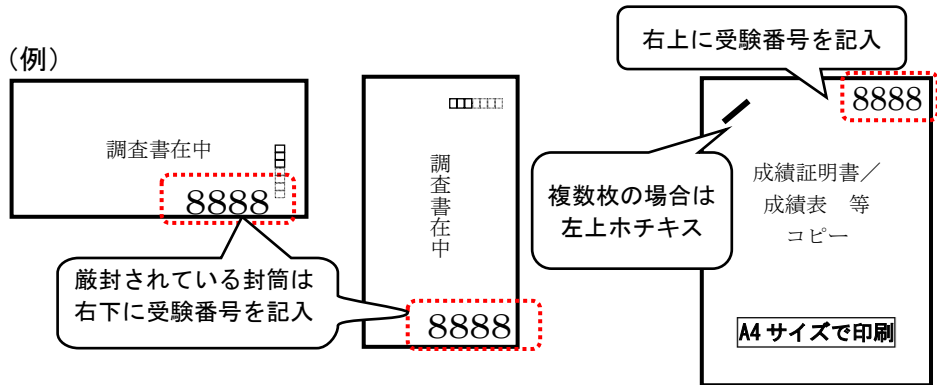 (例)
調査書在中
8888
厳封されている封筒は
右下に受験番号を記入
調査書在中
8888
右上に受験番号を記入
8888
複数枚の場合は
左上ホチキス
成績証明書／
成績表　等
コピー
A4 サイズで印刷